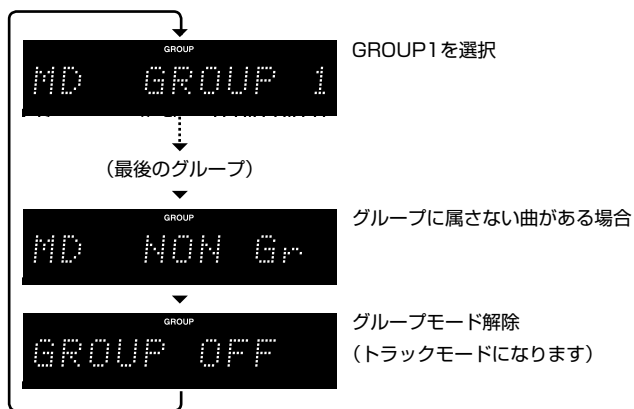 GROUP
MD GROUP 1
GROUP1を選択
(最後のグループ)
GROUP
MD NON Gr
グループに属さない曲がある場合
GROUP
GROUP OFF
グループモード解除
(トラックモードになります)